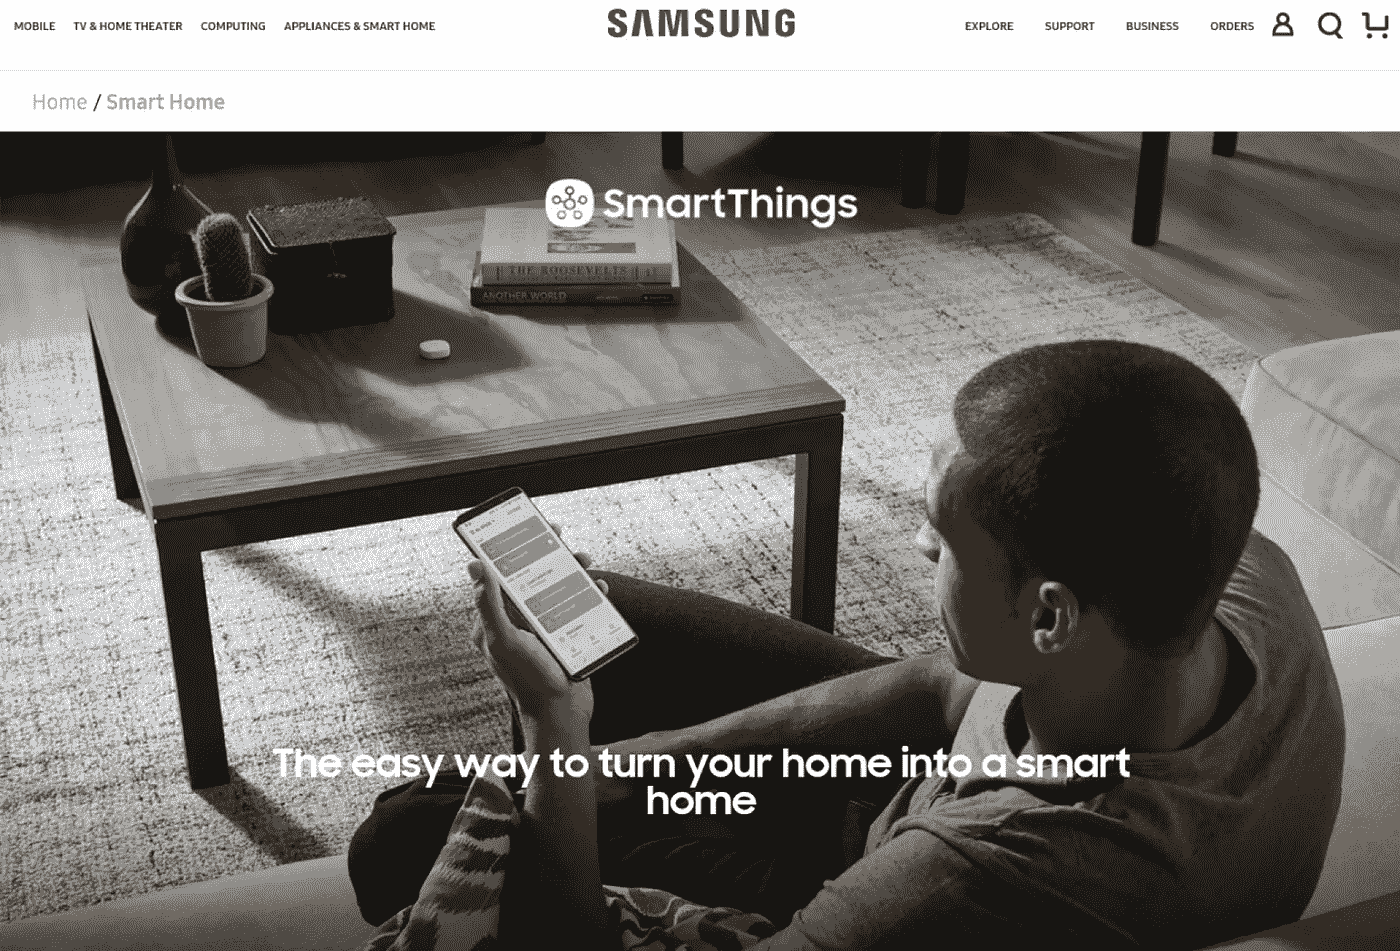 MOBILE TV & HOME THEATER COMPUTING APPLIANCES & SMART HOME SAMSUNG EXPLORE SUPPORT BUSINESS ORDERS
Home / Smart Home
SmartThings
THE ROOSEVELTS
ANOTHER WORLD
The easy way to turn your home into a smart
home